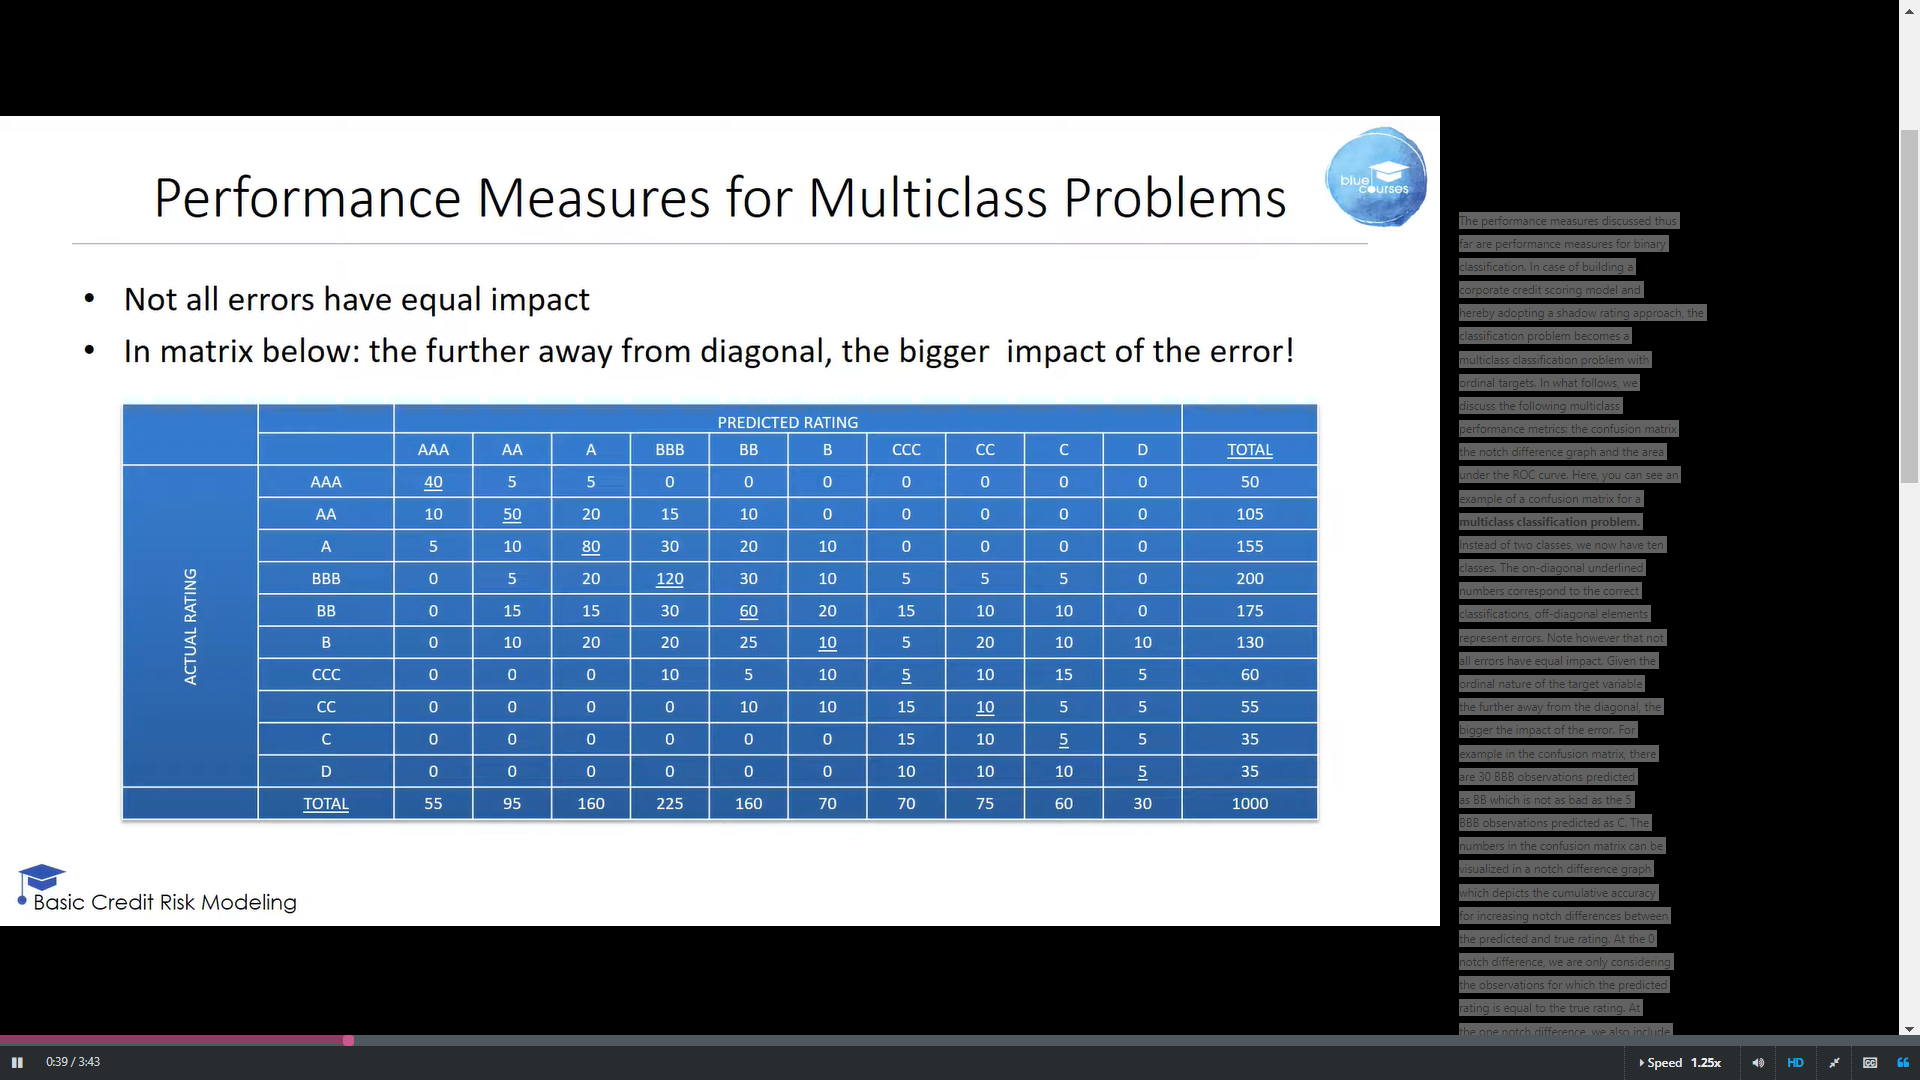 Performance Measures for Multiclass Problems
blue courses
• Not all errors have equal impact
• In matrix below: the further away from diagonal, the bigger impact of the error!
PREDICTED RATING
AAA AA A BBB BB B CCC CC C D TOTAL
ACTUAL RATING
AAA 40 5 5 0 0 0 0 0 0 0 50
AA 10 50 20 15 10 0 0 0 0 0 105
A 5 10 80 30 20 10 0 0 0 0 155
BBB 0 5 20 120 30 10 5 5 5 0 200
BB 0 15 15 30 60 20 15 10 10 0 175
B 0 10 20 20 25 10 5 20 10 10 130
CCC 0 0 0 10 5 10 5 10 15 5 60
CC 0 0 0 0 10 10 15 10 5 5 55
C 0 0 0 0 0 0 15 10 5 5 35
D 0 0 0 0 0 0 10 10 10 5 35
TOTAL 55 95 160 225 160 70 70 75 60 30 1000
Basic Credit Risk Modeling
The performance measures discussed thus
far are performance measures for binary
classification. In case of building a
corporate credit scoring model and
hereby adopting a shadow rating approach, the
classification problem becomes a
multiclass classification problem with
ordinal targets. In what follows, we
discuss the following multiclass
performance metrics: the confusion matrix
the notch difference graph and the area
under the ROC curve. Here, you can see an
example of a confusion matrix for a
multiclass classification problem.
Instead of two classes, we now have ten
classes. The on-diagonal underlined
numbers correspond to the correct
classifications, off-diagonal elements
represent errors. Note however that not
all errors have equal impact. Given the
ordinal nature of the target variable
the further away from the diagonal, the
bigger the impact of the error. For
example in the confusion matrix, there
are 30 BBB observations predicted
as BB which is not as bad as the 5
BBB observations predicted as C. The
numbers in the confusion matrix can be
visualized in a notch difference graph
which depicts the cumulative accuracy
for increasing notch differences between
the predicted and true rating. At the 0
notch difference, we are only considering
the observations for which the predicted
rating is equal to the true rating. At
the one notch difference, we also include
0:39 / 3:43
Speed 1.25x
HD
CC